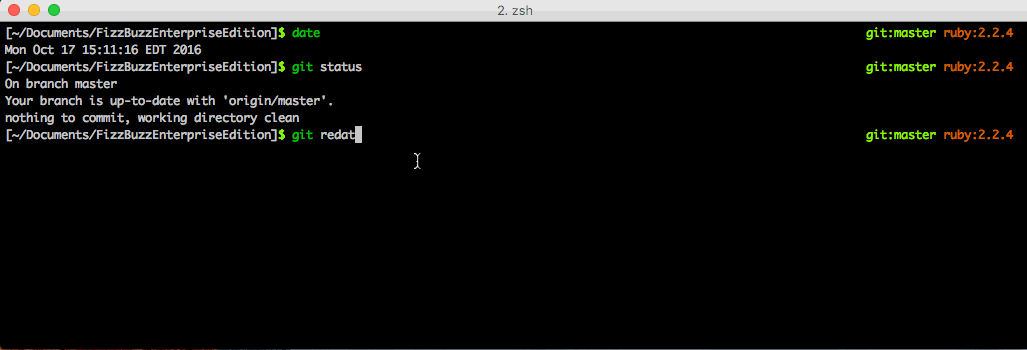 2. zsh
[~/Documents/FizzBuzzEnterpriseEdition]$ date git:master ruby:2.2.4
Mon Oct 17 15:11:16 EDT 2016
[~/Documents/FizzBuzzEnterpriseEdition]$ git status git:master ruby:2.2.4
On branch master
Your branch is up-to-date with 'origin/master'.
nothing to commit, working directory clean
[~/Documents/FizzBuzzEnterpriseEdition]$ git redat git:master ruby:2.2.4